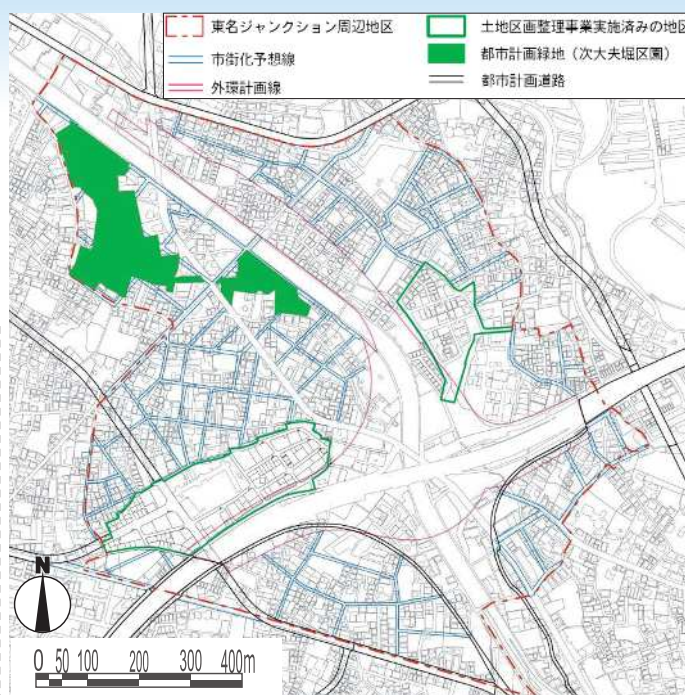 東名ジャンクション周辺地区
市街化予想線
外環計画線
土地区画整理事業実施済みの地区
都市計画緑地（次大夫堀区園）
都市計画道路
N
0 50 100 200 300 400m